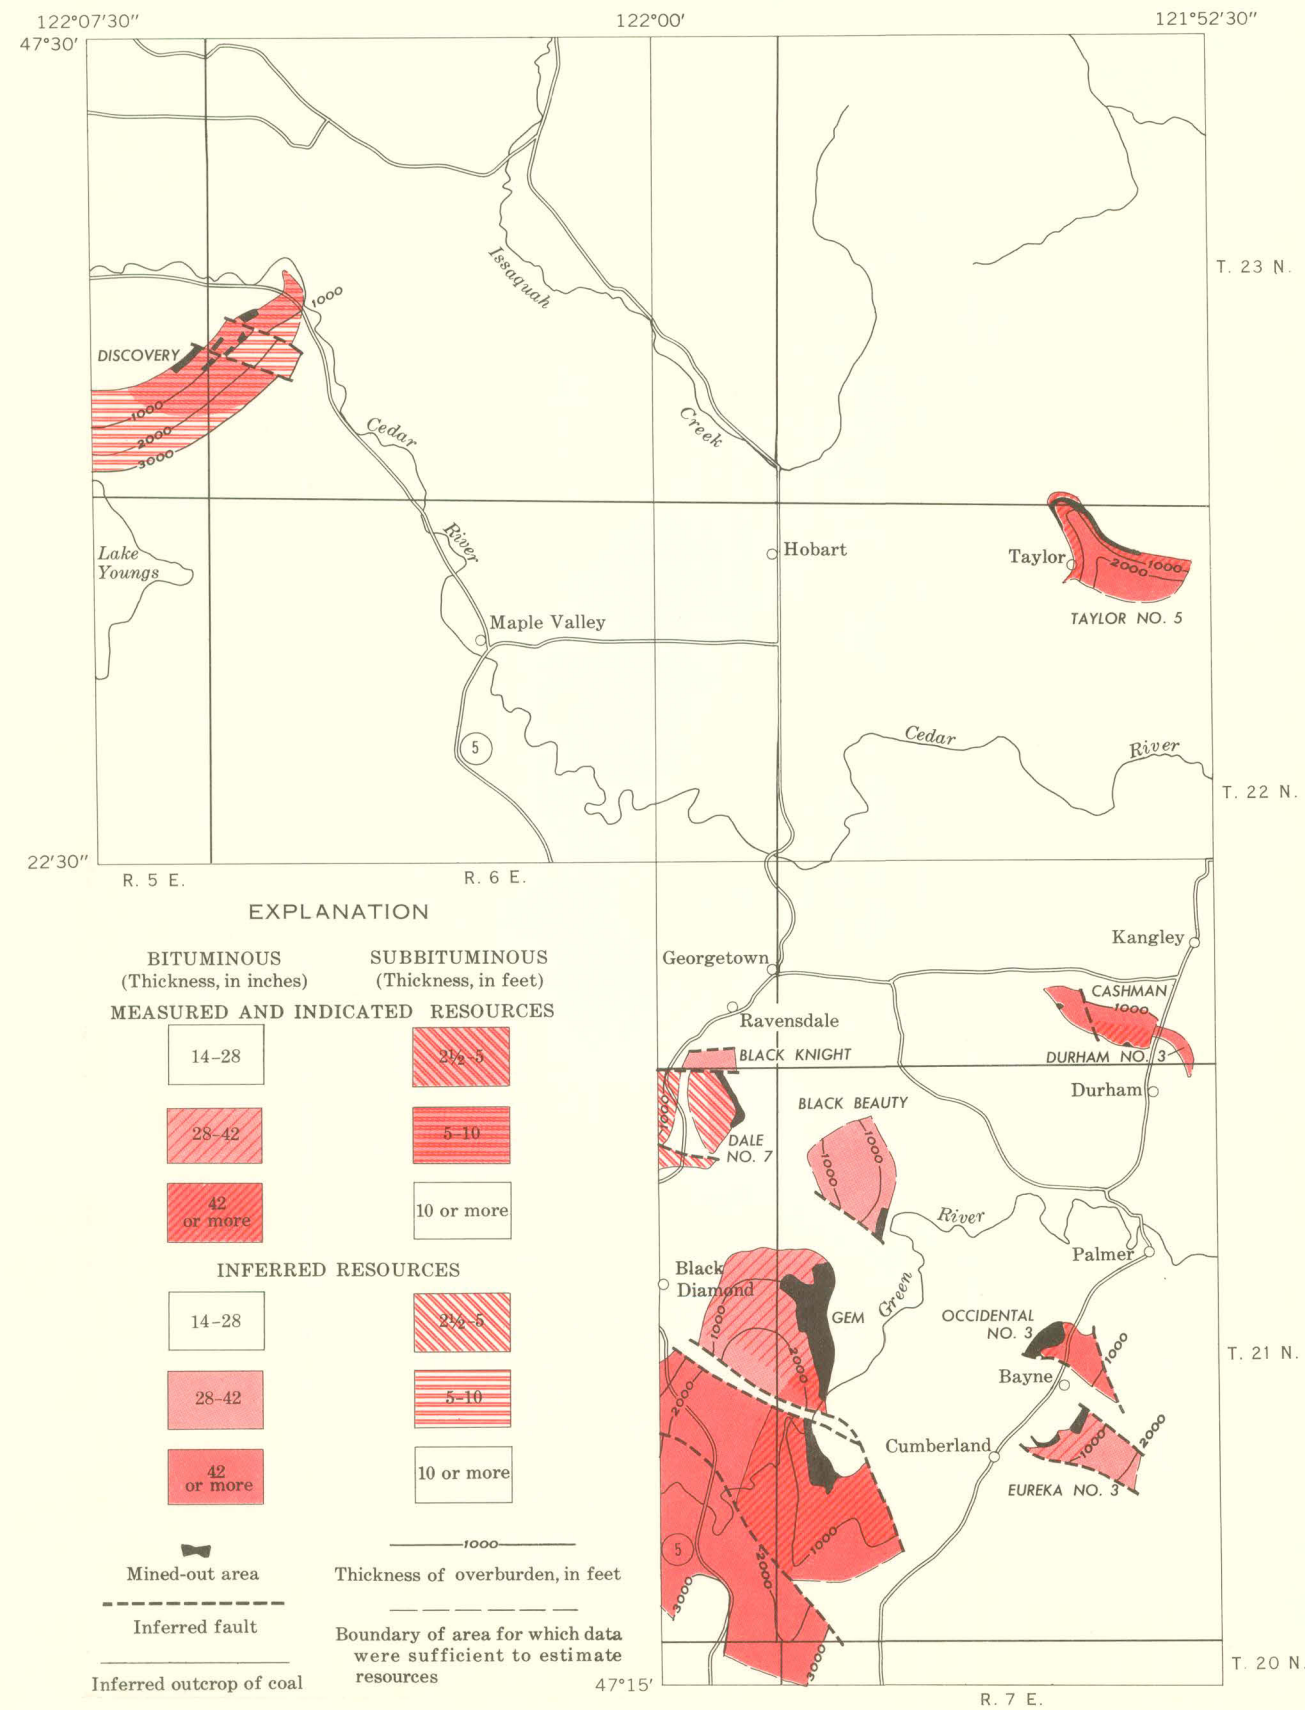 122°07'30"
122°00'
121°52'30"
47°30'
Issaquah
T. 23 N.
1000
DISCOVERY
1000
2000
3000
Cedar
Creek
River
Hobart
Lake
Youngs
Taylor
1000
2000
TAYLOR NO. 5
Maple Valley
5
Cedar
River
T. 22 N.
22'30"
R. 5 E.
R. 6 E.
EXPLANATION
BITUMINOUS
(Thickness, in inches)
SUBBITUMINOUS
(Thickness, in feet)
MEASURED AND INDICATED RESOURCES
14-28
2½-5
28-42
5-10
42
or more
10 or more
INFERRED RESOURCES
14-28
2½-5
28-42
5-10
42
or more
10 or more
Mined-out area
1000
Thickness of overburden, in feet
Inferred fault
Boundary of area for which data
were sufficient to estimate
resources
Inferred outcrop of coal
Georgetown
Kangley
CASHMAN
1000
Ravensdale
BLACK KNIGHT
DURHAM NO. 3
Durham
1000
BLACK BEAUTY
DALE
NO. 7
1000
1000
River
Palmer
Black
Diamond
Green
GEM
1000
2000
OCCIDENTAL
NO. 3
1000
T. 21 N.
Bayne
2000
Cumberland
1000
2000
EUREKA NO. 3
5
1000
2000
3000
3000
T. 20 N.
47°15'
R. 7 E.